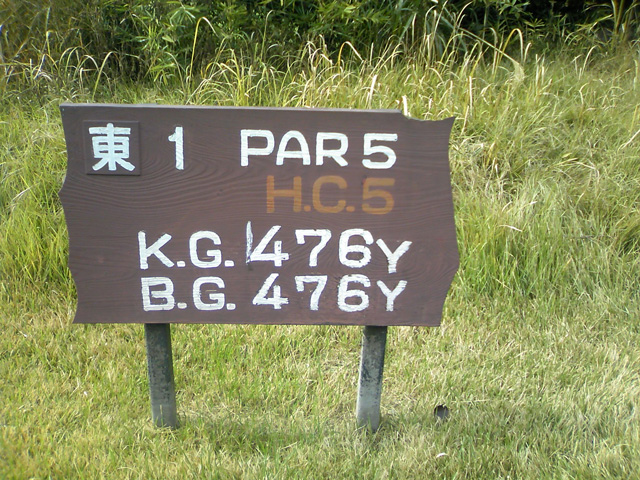 東 1 PAR 5
H.C.5
K.G. 476Y
B.G. 476Y